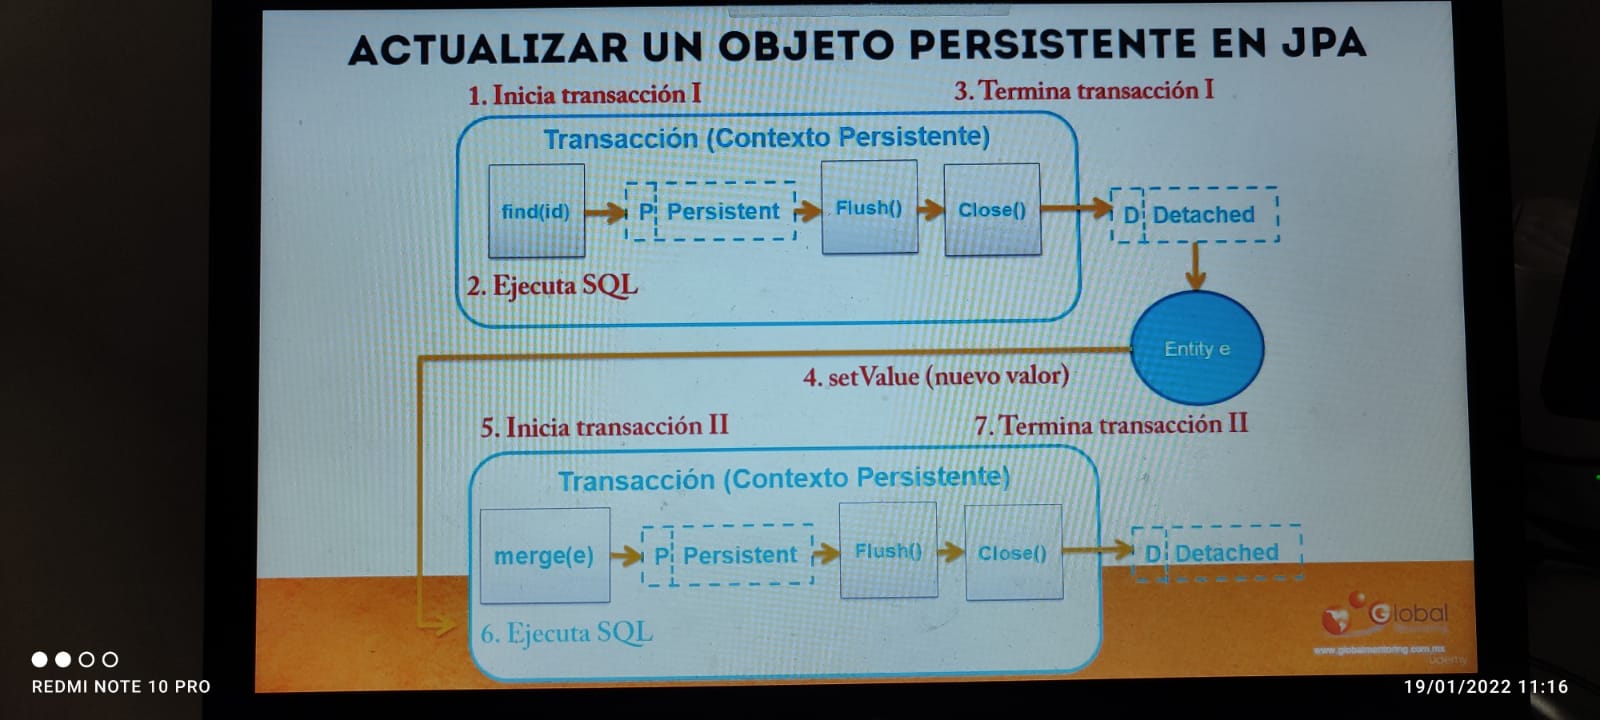 ACTUALIZAR UN OBJETO PERSISTENTE EN JPA
1. Inicia transacción I
3. Termina transacción I
Transacción (Contexto Persistente)
find(id)
P Persistent
Flush()
Close()
D Detached
2. Ejecuta SQL
Entity e
4. setValue (nuevo valor)
5. Inicia transacción II
7. Termina transacción II
Transacción (Contexto Persistente)
merge(e)
P Persistent
Flush()
Close()
D Detached
6. Ejecuta SQL
Global
www.globalmentoring.com.mx
udemy
REDMI NOTE 10 PRO
19/01/2022 11:16